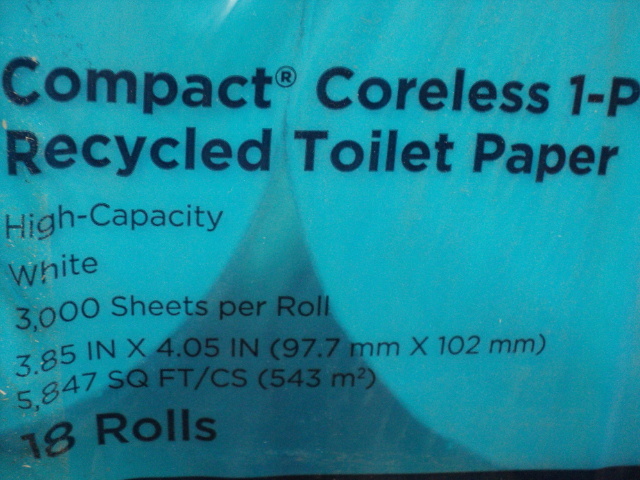 Compact® Coreless 1-P
Recycled Toilet Paper
High-Capacity
White
3,000 Sheets per Roll
3.85 IN X 4.05 IN (97.7 mm X 102 mm)
5,847 SQ FT/CS (543 m²)
18 Rolls